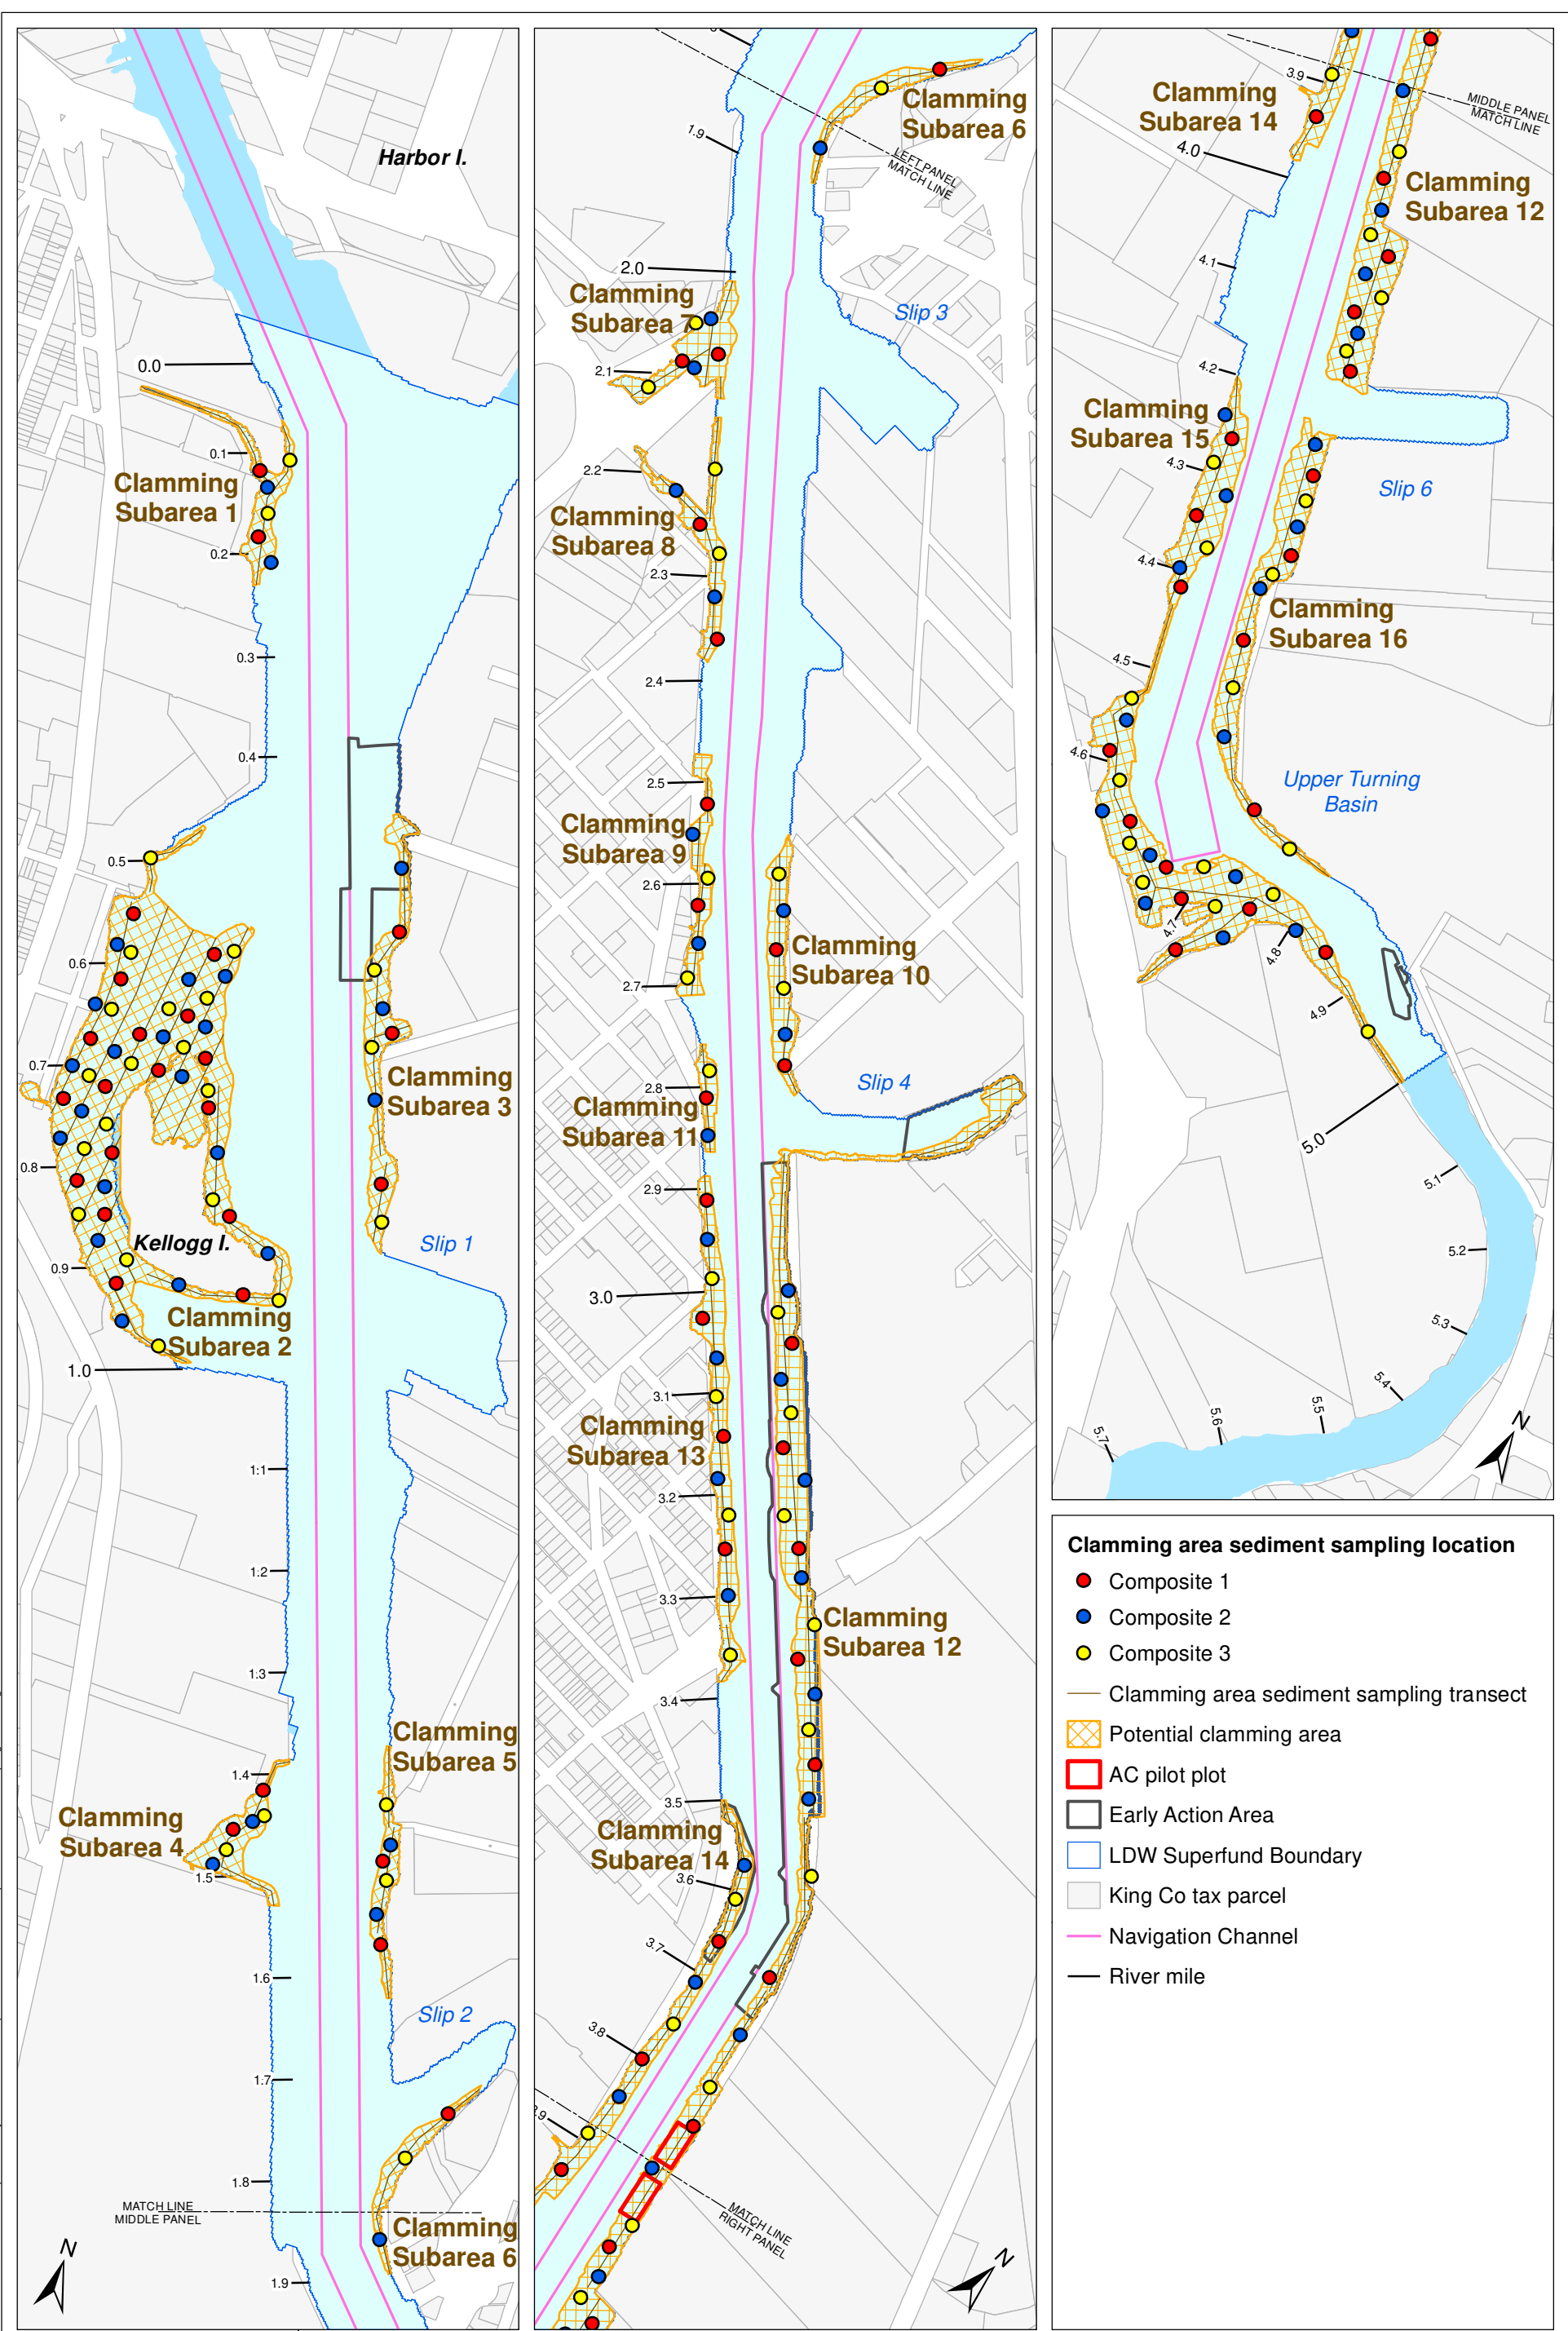 Harbor I.
0.0
0.1
Clamming
Subarea 1
0.2
0.3
0.4
0.5
0.6
0.7
Clamming
Subarea 3
0.8
Kellogg I.
Slip 1
0.9
Clamming
Subarea 2
1.0
1.1
1.2
1.3
Clamming
Subarea 5
1.4
Clamming
Subarea 4
1.5
1.6
Slip 2
1.7
1.8
MATCH LINE
MIDDLE PANEL
Clamming
Subarea 6
1.9
N
Clamming
Subarea 6
1.9
LEFT PANEL
MATCH LINE
2.0
Clamming
Subarea 7
Slip 3
2.1
2.2
Clamming
Subarea 8
2.3
2.4
2.5
Clamming
Subarea 9
2.6
Clamming
Subarea 10
2.7
Slip 4
2.8
Clamming
Subarea 11
2.9
3.0
3.1
Clamming
Subarea 13
3.2
3.3
Clamming
Subarea 12
3.4
3.5
Clamming
Subarea 14
3.6
3.7
3.8
3.9
MATCH LINE
RIGHT PANEL
N
3.9
Clamming
Subarea 14
MIDDLE PANEL
MATCH LINE
4.0
Clamming
Subarea 12
4.1
4.2
Clamming
Subarea 15
4.3
Slip 6
4.4
Clamming
Subarea 16
4.5
4.6
Upper Turning
Basin
4.7
4.8
4.9
5.0
5.1
5.2
5.3
5.4
5.5
5.6
5.7
N
Clamming area sediment sampling location
Composite 1
Composite 2
Composite 3
Clamming area sediment sampling transect
Potential clamming area
AC pilot plot
Early Action Area
LDW Superfund Boundary
King Co tax parcel
Navigation Channel
River mile